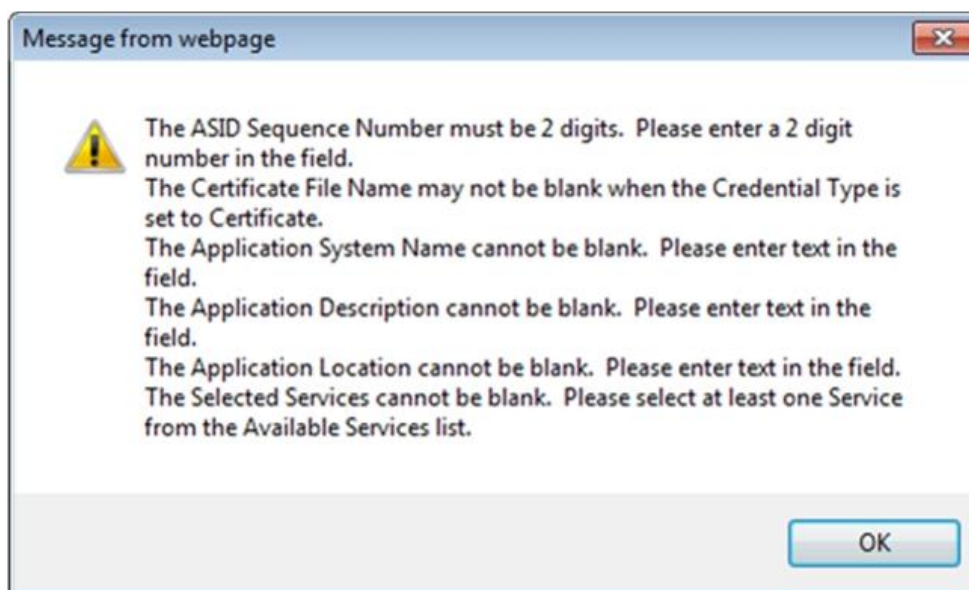 Message from webpage
The ASID Sequence Number must be 2 digits.  Please enter a 2 digit
number in the field.
The Certificate File Name may not be blank when the Credential Type is
set to Certificate.
The Application System Name cannot be blank.  Please enter text in the
field.
The Application Description cannot be blank.  Please enter text in the
field.
The Application Location cannot be blank.  Please enter text in the field.
The Selected Services cannot be blank.  Please select at least one Service
from the Available Services list.
OK